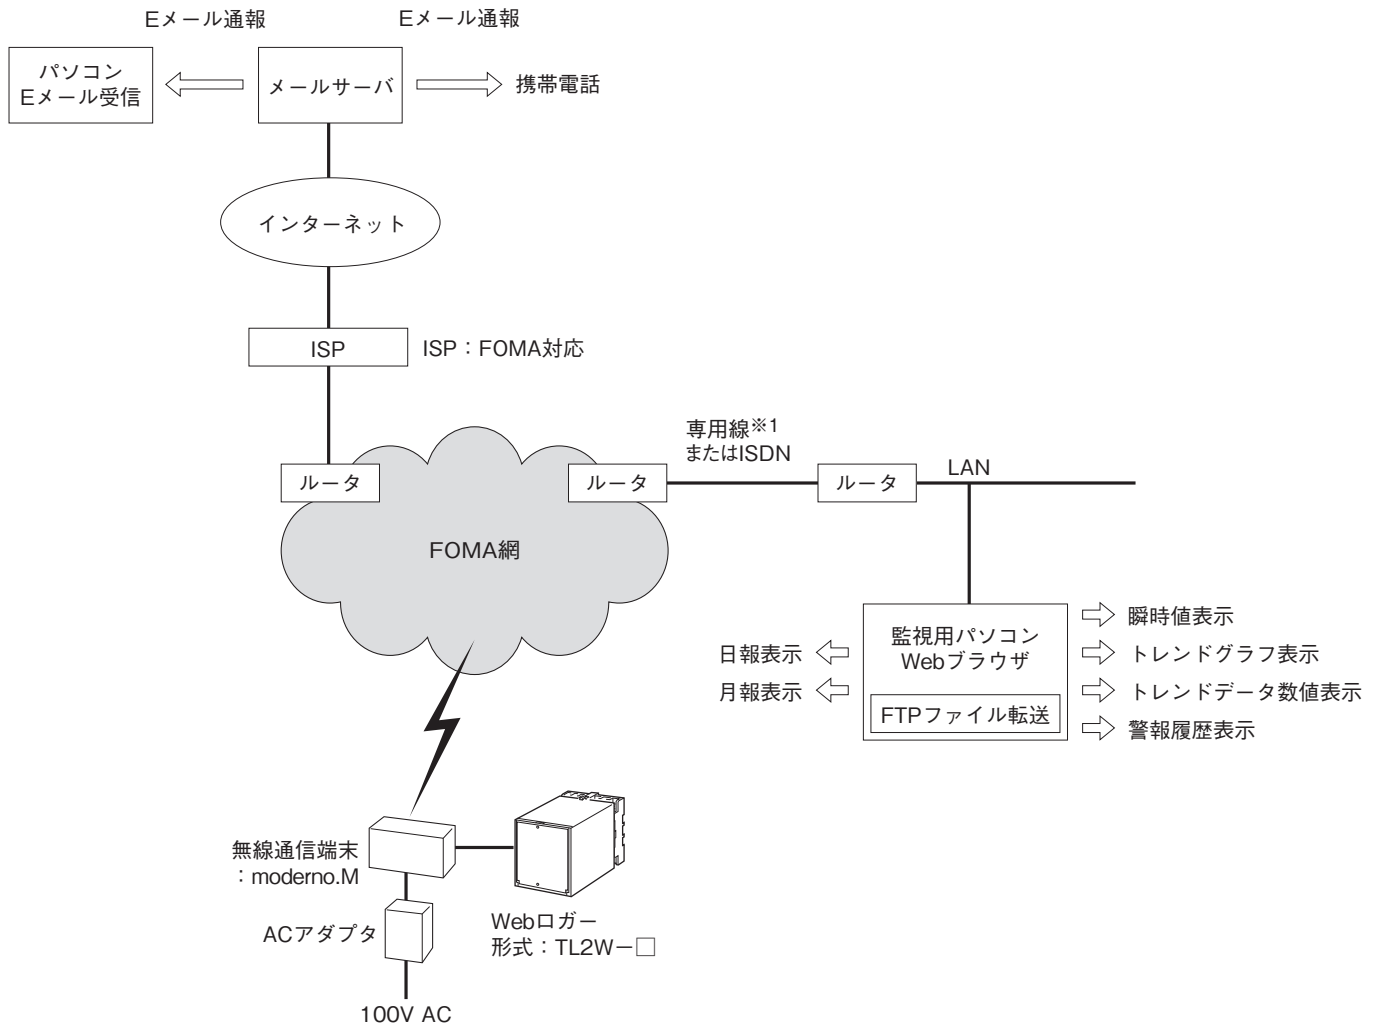 Eメール通報
Eメール通報
パソコン
Eメール受信
メールサーバ
携帯電話
インターネット
ISP
ISP：FOMA対応
専用線※1
またはISDN
ルータ
ルータ
ルータ
LAN
FOMA網
監視用パソコン
Webブラウザ
FTPファイル転送
日報表示
月報表示
瞬時値表示
トレンドグラフ表示
トレンドデータ数値表示
警報履歴表示
無線通信端末
：moderno.M
ACアダプタ
100V AC
Webロガー
形式：TL2W－□